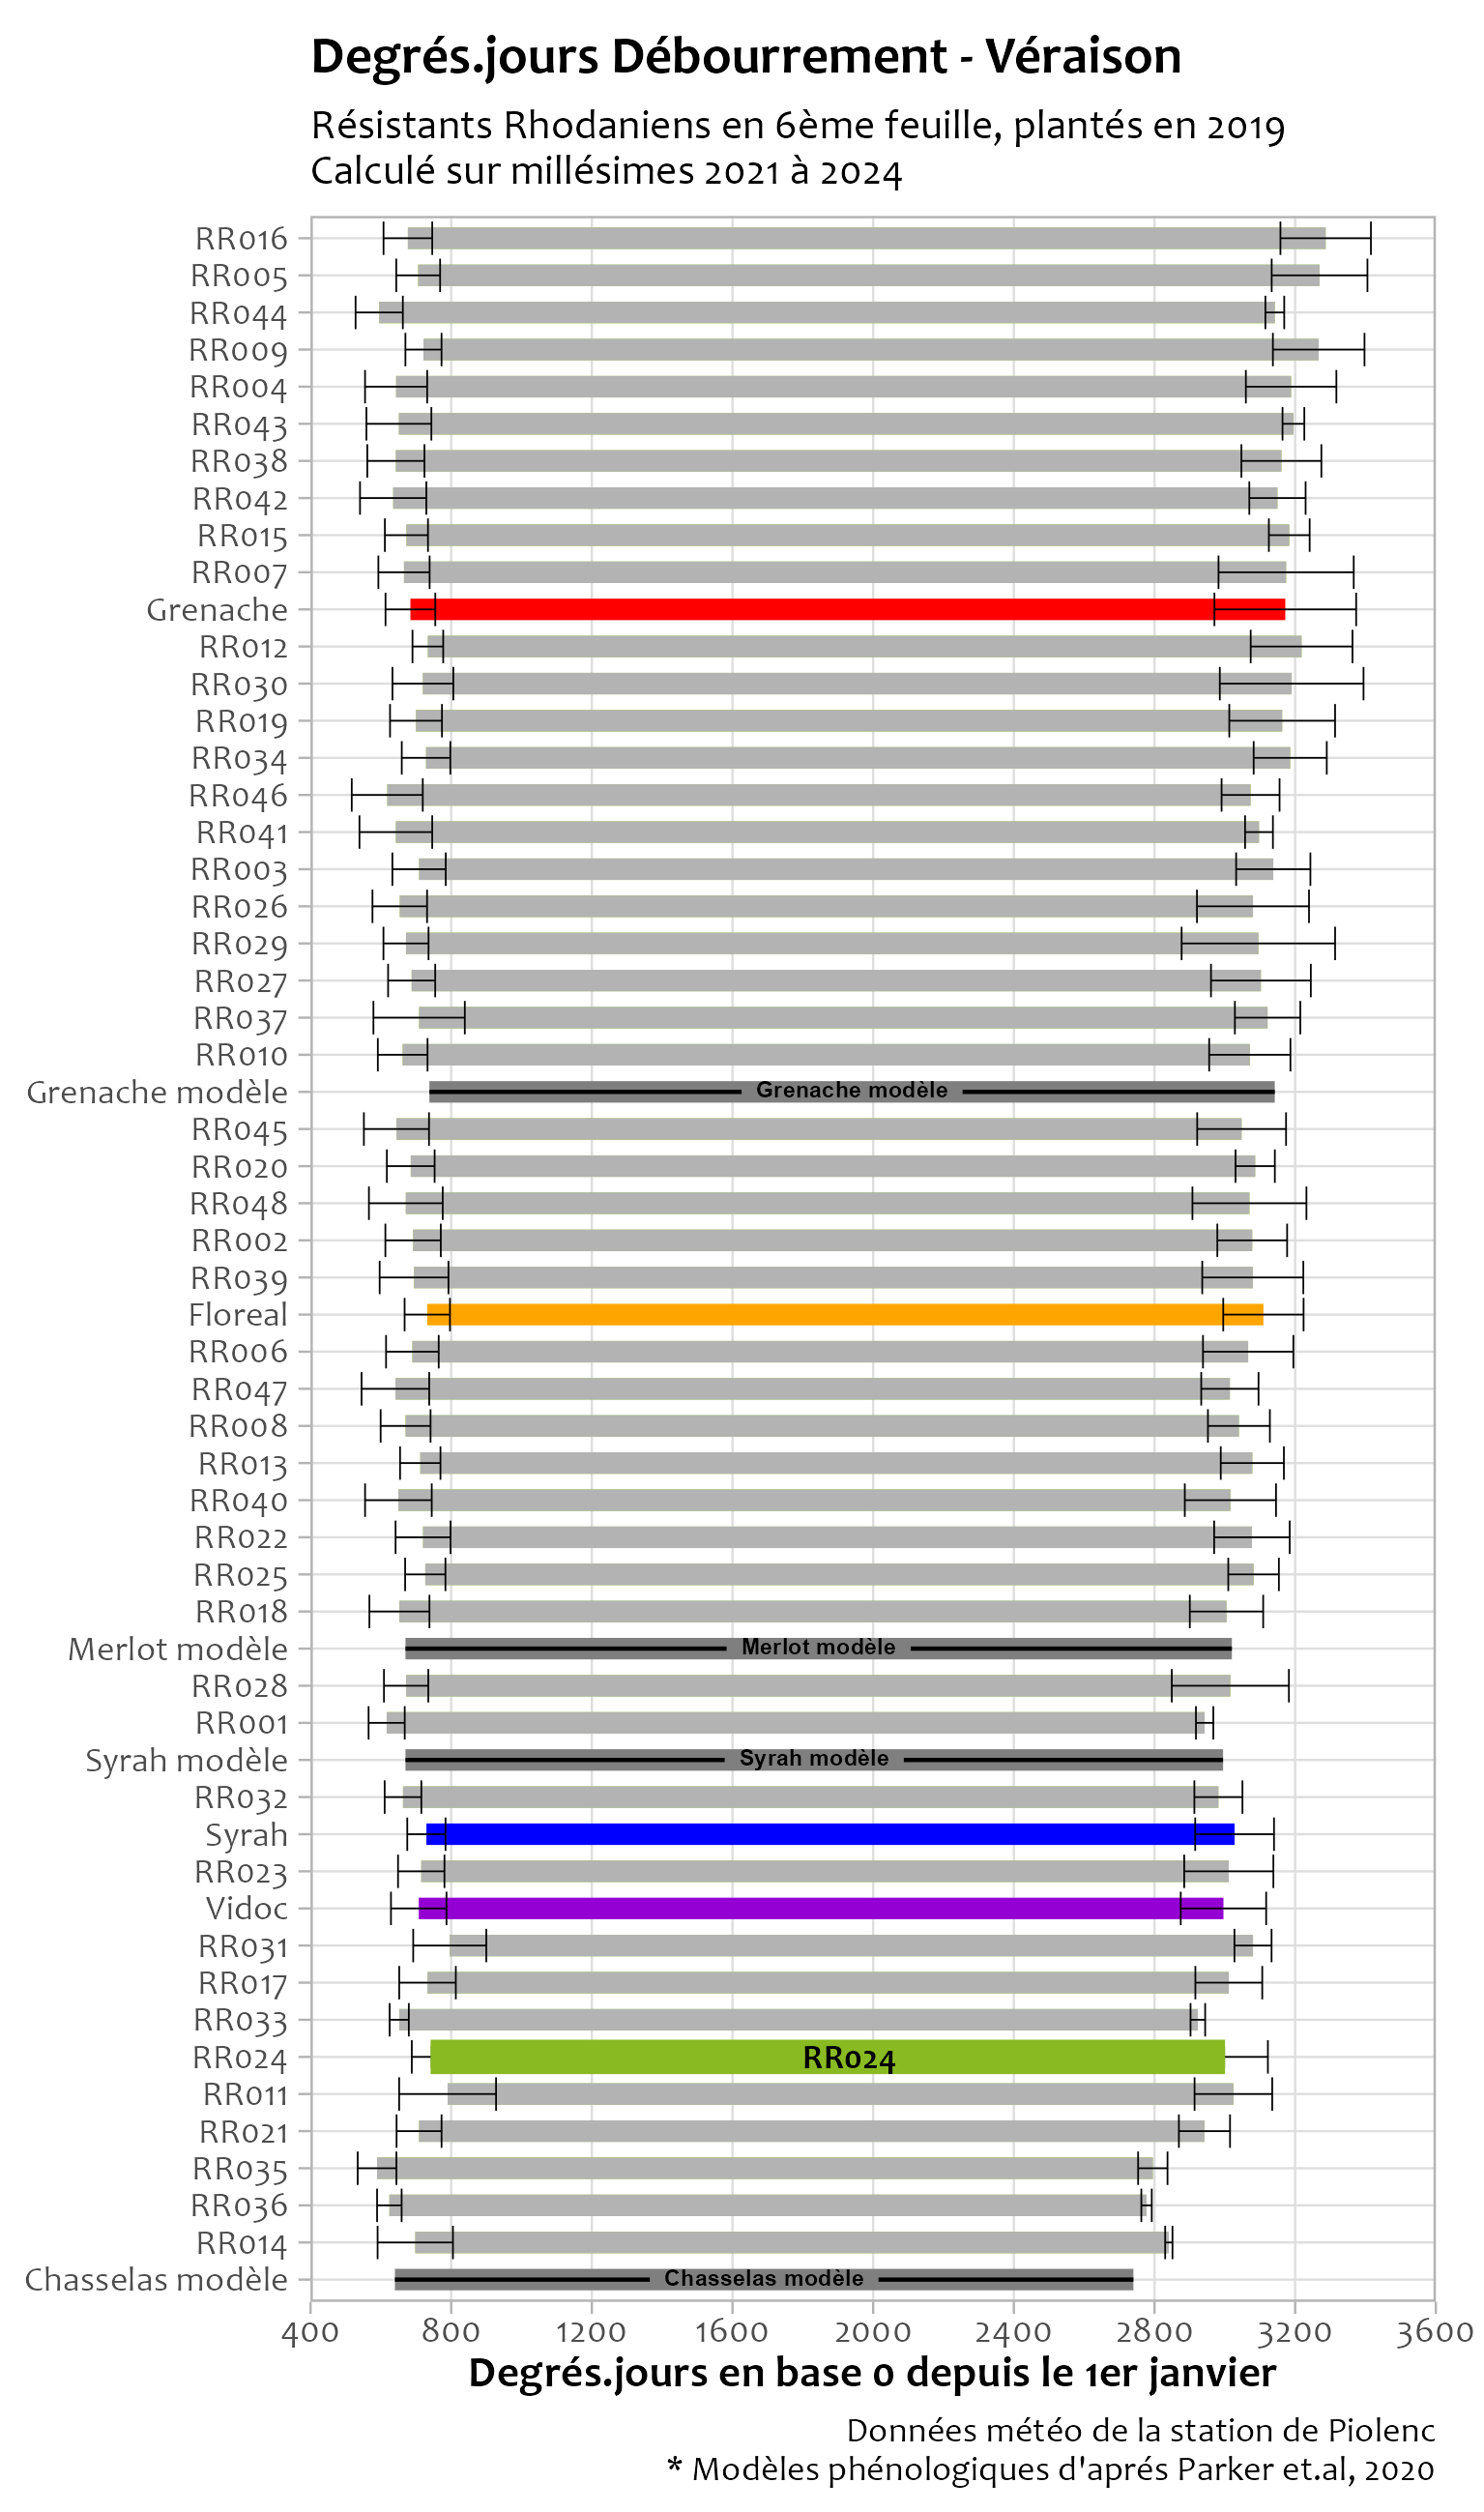 Degrés.jours Débourrement - Véraison
Résistants Rhodaniens en 6ème feuille, plantés en 2019
Calculé sur millésimes 2021 à 2024
RR016
RR005
RR044
RR009
RR004
RR043
RR038
RR042
RR015
RR007
Grenache
RR012
RR030
RR019
RR034
RR046
RR041
RR003
RR026
RR029
RR027
RR037
RR010
Grenache modèle Grenache modèle
RR045
RR020
RR048
RR002
RR039
Floreal
RR006
RR047
RR008
RR013
RR040
RR022
RR025
RR018
Merlot modèle Merlot modèle
RR028
RR001
Syrah modèle Syrah modèle
RR032
Syrah
RR023
Vidoc
RR031
RR017
RR033
RR024 RR024
RR011
RR021
RR035
RR036
RR014
Chasselas modèle Chasselas modèle
400 800 1200 1600 2000 2400 2800 3200 3600
Degrés.jours en base 0 depuis le 1er janvier
Données météo de la station de Piolenc
* Modèles phénologiques d'aprés Parker et.al, 2020